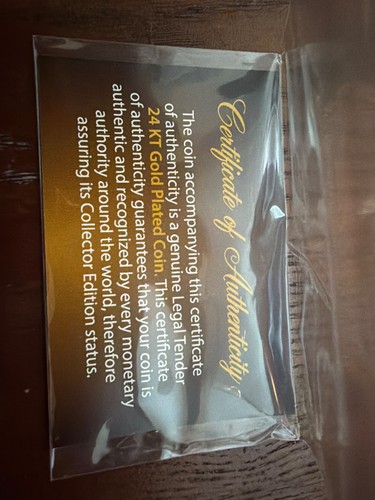 Certificate of Authenticity
The coin accompanying this certificate
of authenticity is a genuine Legal Tender
24 KT Gold Plated Coin. This certificate
of authenticity guarantees that your coin is
authentic and recognized by every monetary
authority around the world, therefore
assuring its Collector Edition status.